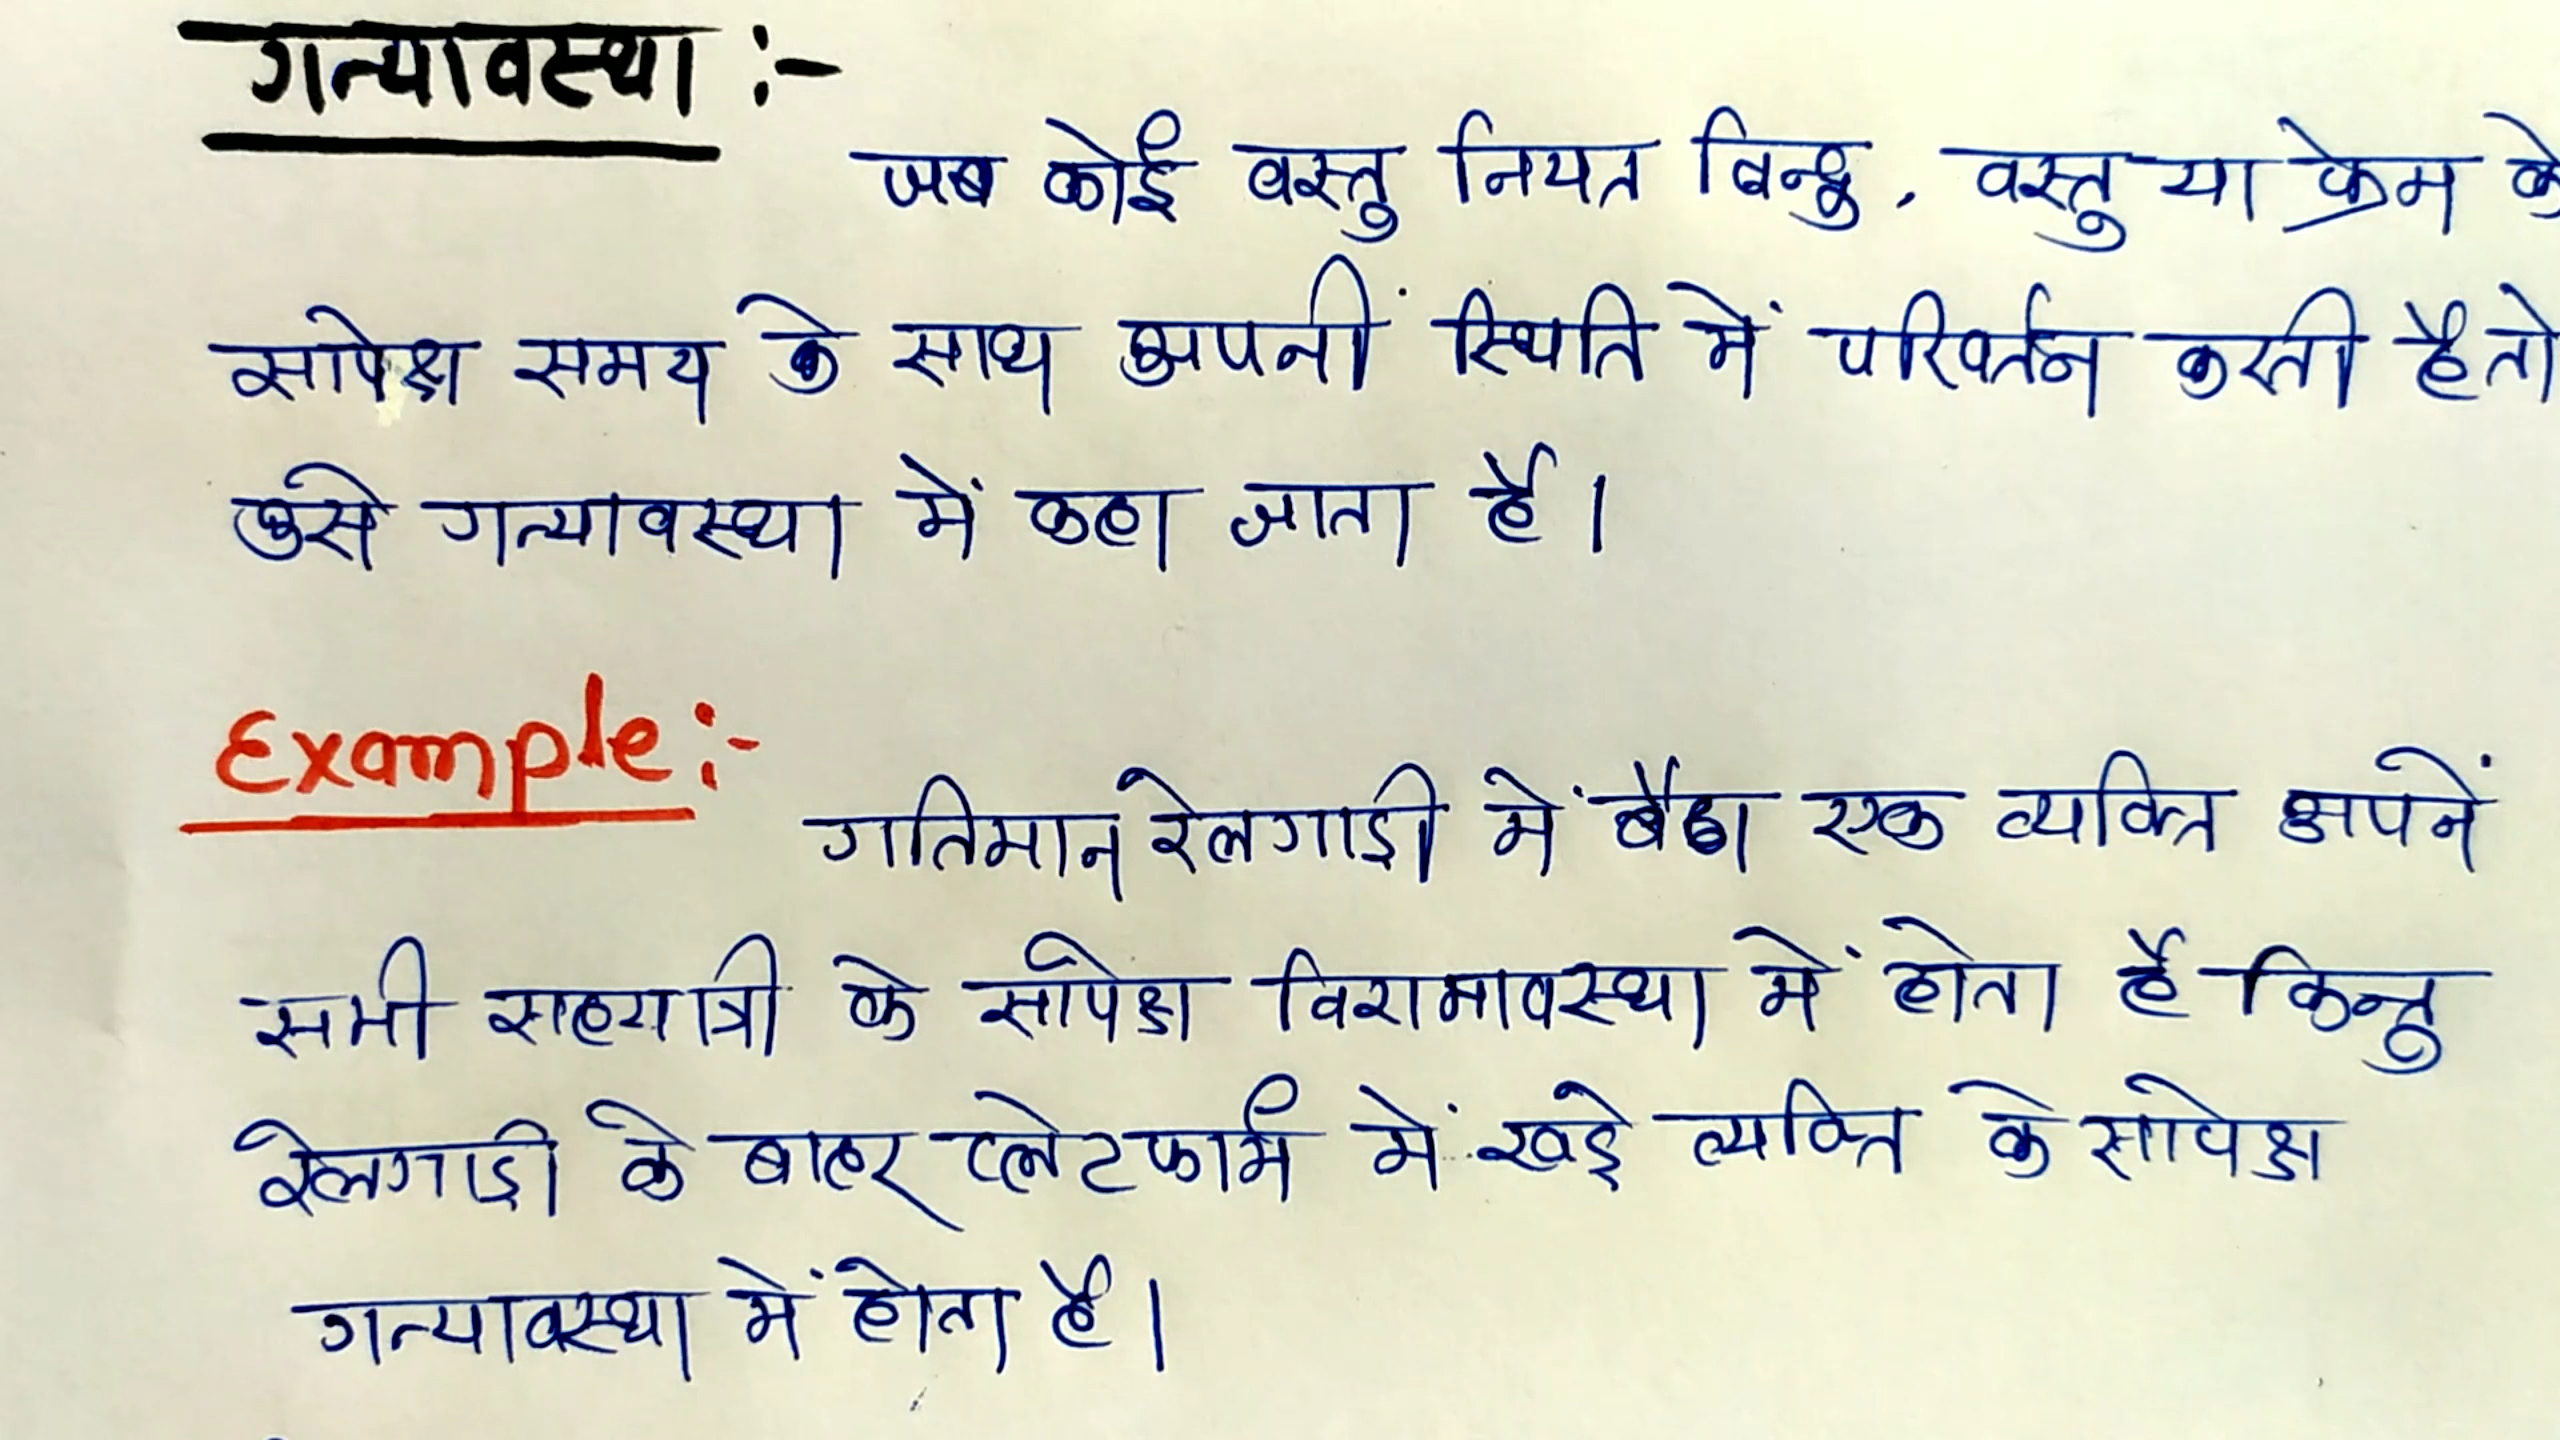 गत्यावस्था :-
जब कोई वस्तु नियत बिन्दु, वस्तु या फ्रेम के
सापेक्ष समय के साथ अपनीं स्थिति में परिवर्तन करती है तो
उसे गत्यावस्था में कहा जाता है।
Example :-
गतिमान रेलगाड़ी में बैठा एक व्यक्ति अपनें
सभी सहयात्री के सापेक्ष विरामावस्था में होता है किन्तु
रेलगाड़ी के बाहर प्लेटफार्म में खड़े व्यक्ति के सापेक्ष
गत्यावस्था में होता है।